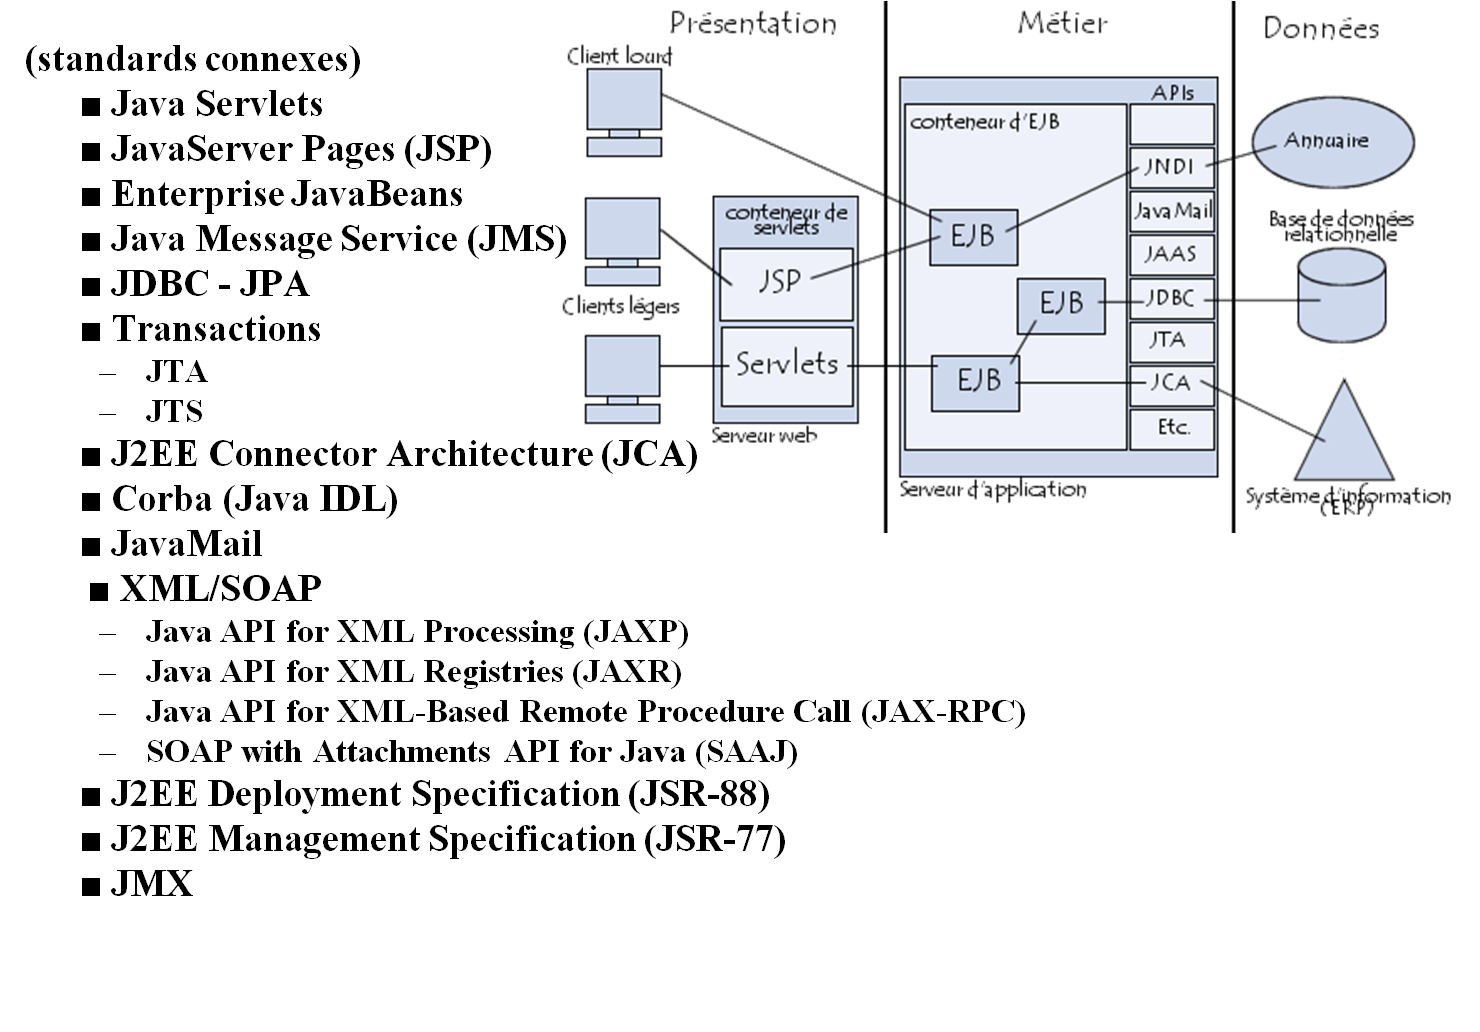 (standards connexes)
■ Java Servlets
■ JavaServer Pages (JSP)
■ Enterprise JavaBeans
■ Java Message Service (JMS)
■ JDBC - JPA
■ Transactions
– JTA
– JTS
■ J2EE Connector Architecture (JCA)
■ Corba (Java IDL)
■ JavaMail
■ XML/SOAP
– Java API for XML Processing (JAXP)
– Java API for XML Registries (JAXR)
– Java API for XML-Based Remote Procedure Call (JAX-RPC)
– SOAP with Attachments API for Java (SAAJ)
■ J2EE Deployment Specification (JSR-88)
■ J2EE Management Specification (JSR-77)
■ JMX
Présentation
Client lourd
Clients légers
conteneur de
servlets
JSP
Servlets
Serveur web
Métier
APIs
conteneur d'EJB
EJB
EJB
EJB
JNDI
JavaMail
JAAS
JDBC
JTA
JCA
Etc.
Serveur d'application
Données
Annuaire
Base de données
relationnelle
Système d'information
(ERP)